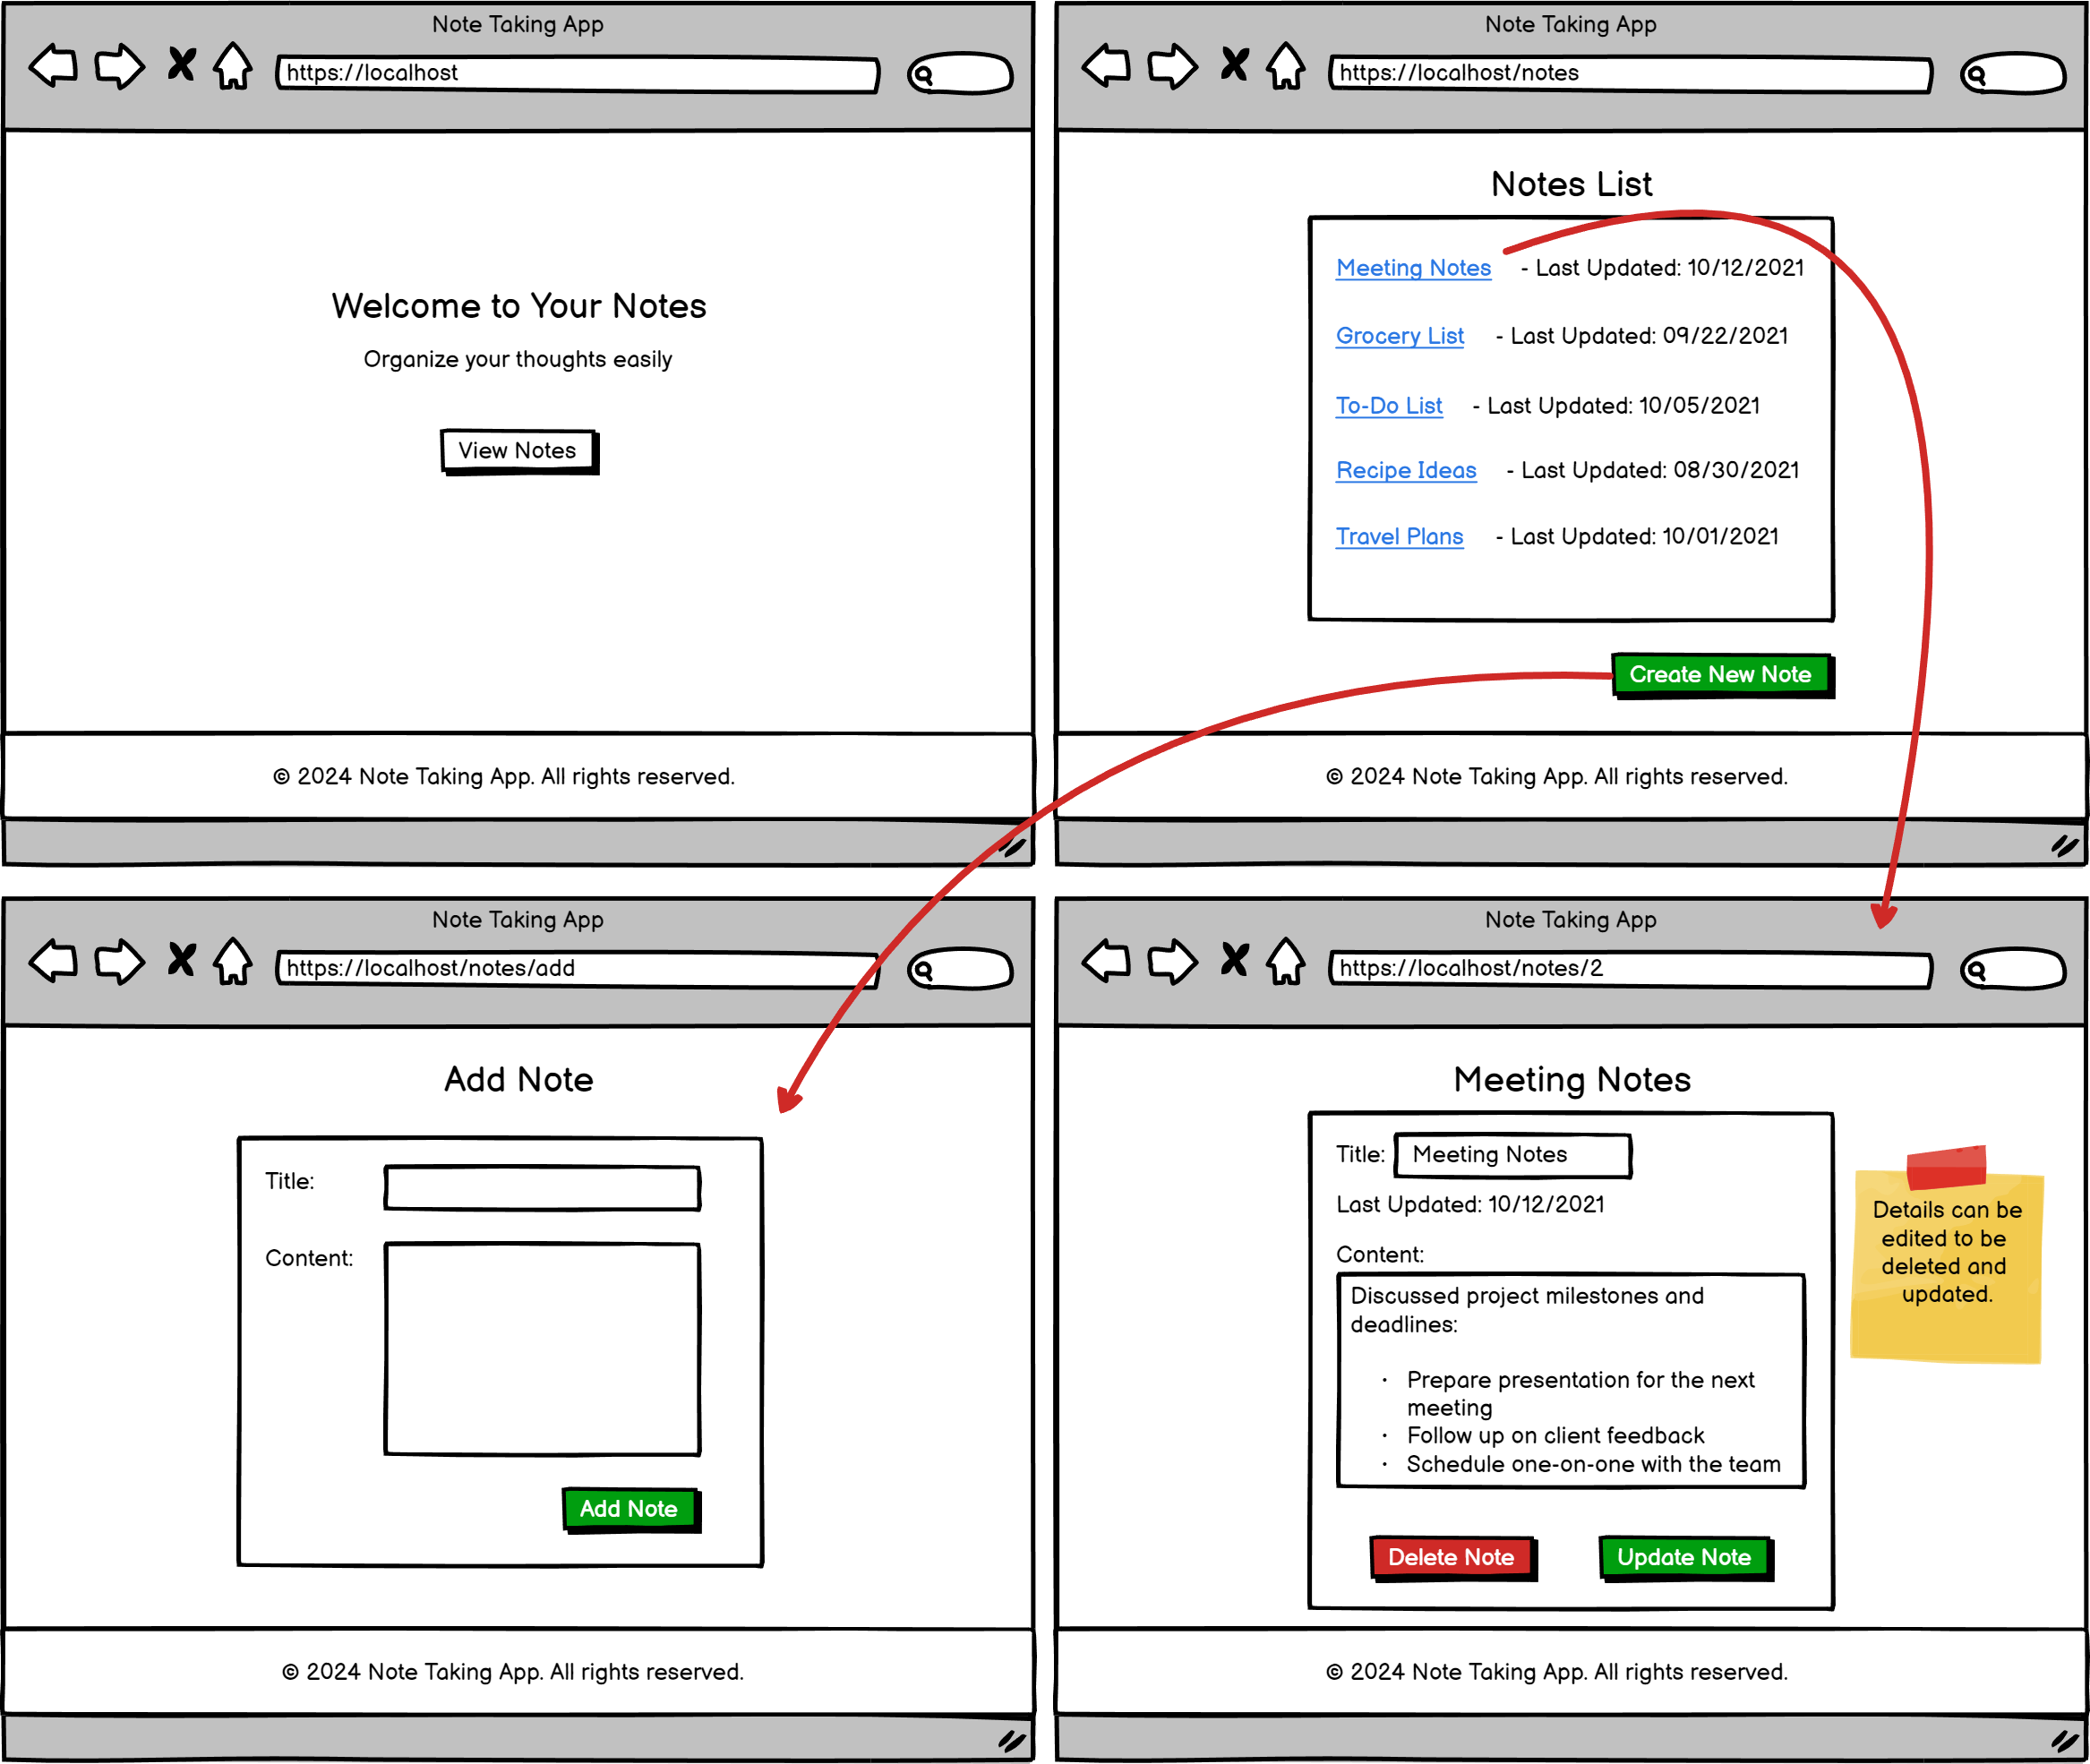 Note Taking App
https://localhost
Welcome to Your Notes
Organize your thoughts easily
View Notes
© 2024 Note Taking App. All rights reserved.
Note Taking App
https://localhost/notes
Notes List
Meeting Notes - Last Updated: 10/12/2021
Grocery List - Last Updated: 09/22/2021
To-Do List - Last Updated: 10/05/2021
Recipe Ideas - Last Updated: 08/30/2021
Travel Plans - Last Updated: 10/01/2021
Create New Note
© 2024 Note Taking App. All rights reserved.
Note Taking App
https://localhost/notes/add
Add Note
Title:
Content:
Add Note
© 2024 Note Taking App. All rights reserved.
Note Taking App
https://localhost/notes/2
Meeting Notes
Title: Meeting Notes
Last Updated: 10/12/2021
Content:
Discussed project milestones and
deadlines:
• Prepare presentation for the next
meeting
• Follow up on client feedback
• Schedule one-on-one with the team
Delete Note
Update Note
Details can be
edited to be
deleted and
updated.
© 2024 Note Taking App. All rights reserved.